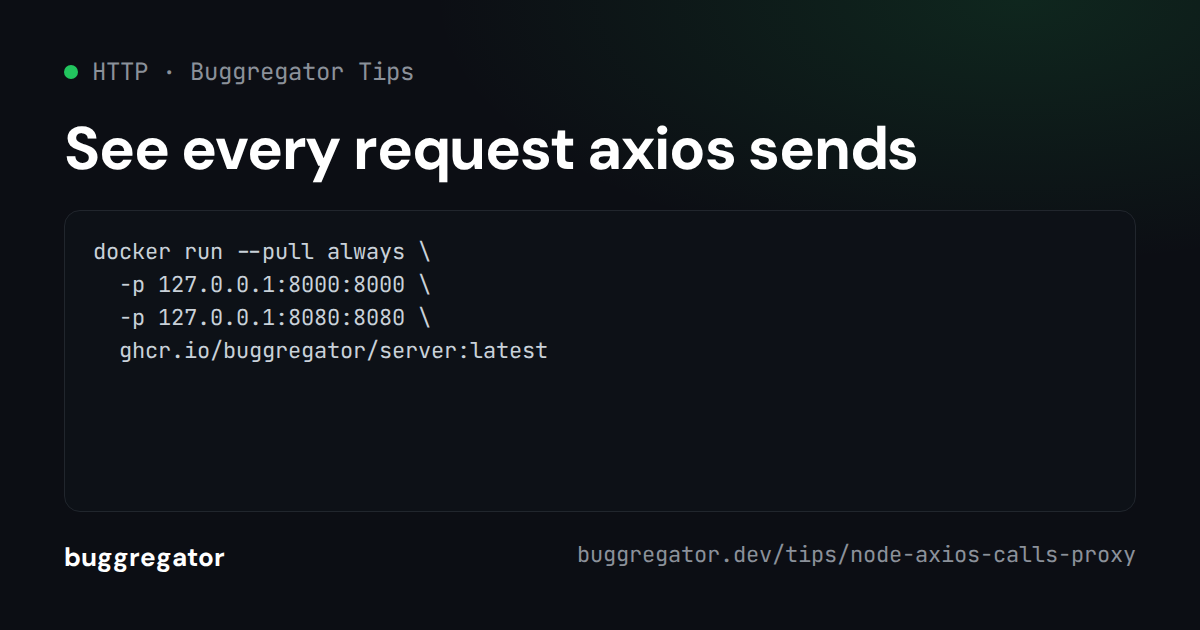 HTTP · Buggregator Tips
See every request axios sends
docker run --pull always \
  -p 127.0.0.1:8000:8000 \
  -p 127.0.0.1:8080:8080 \
  ghcr.io/buggregator/server:latest
buggregator
buggregator.dev/tips/node-axios-calls-proxy